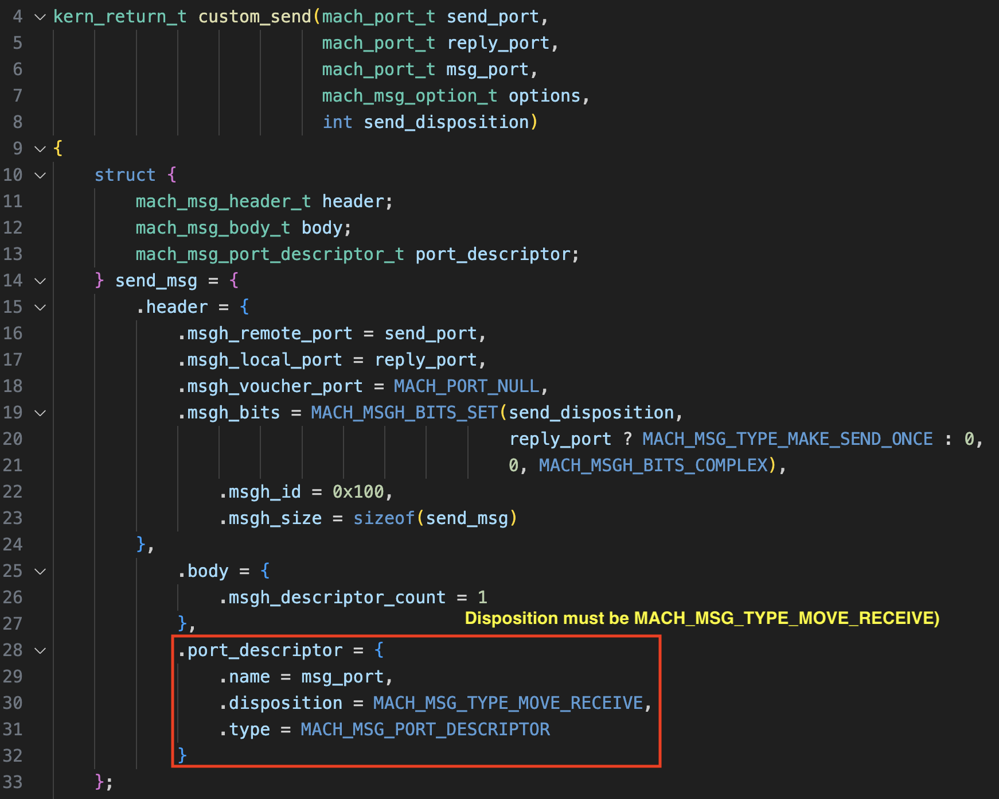 4 kern_return_t custom_send(mach_port_t send_port,
5 mach_port_t reply_port,
6 mach_port_t msg_port,
7 mach_msg_option_t options,
8 int send_disposition)
9 {
10 struct {
11 mach_msg_header_t header;
12 mach_msg_body_t body;
13 mach_msg_port_descriptor_t port_descriptor;
14 } send_msg = {
15 .header = {
16 .msgh_remote_port = send_port,
17 .msgh_local_port = reply_port,
18 .msgh_voucher_port = MACH_PORT_NULL,
19 .msgh_bits = MACH_MSGH_BITS_SET(send_disposition,
20 reply_port ? MACH_MSG_TYPE_MAKE_SEND_ONCE : 0,
21 0, MACH_MSGH_BITS_COMPLEX),
22 .msgh_id = 0x100,
23 .msgh_size = sizeof(send_msg)
24 },
25 .body = {
26 .msgh_descriptor_count = 1
Disposition must be MACH_MSG_TYPE_MOVE_RECEIVE)
27 },
28 .port_descriptor = {
29 .name = msg_port,
30 .disposition = MACH_MSG_TYPE_MOVE_RECEIVE,
31 .type = MACH_MSG_PORT_DESCRIPTOR
32 }
33 };